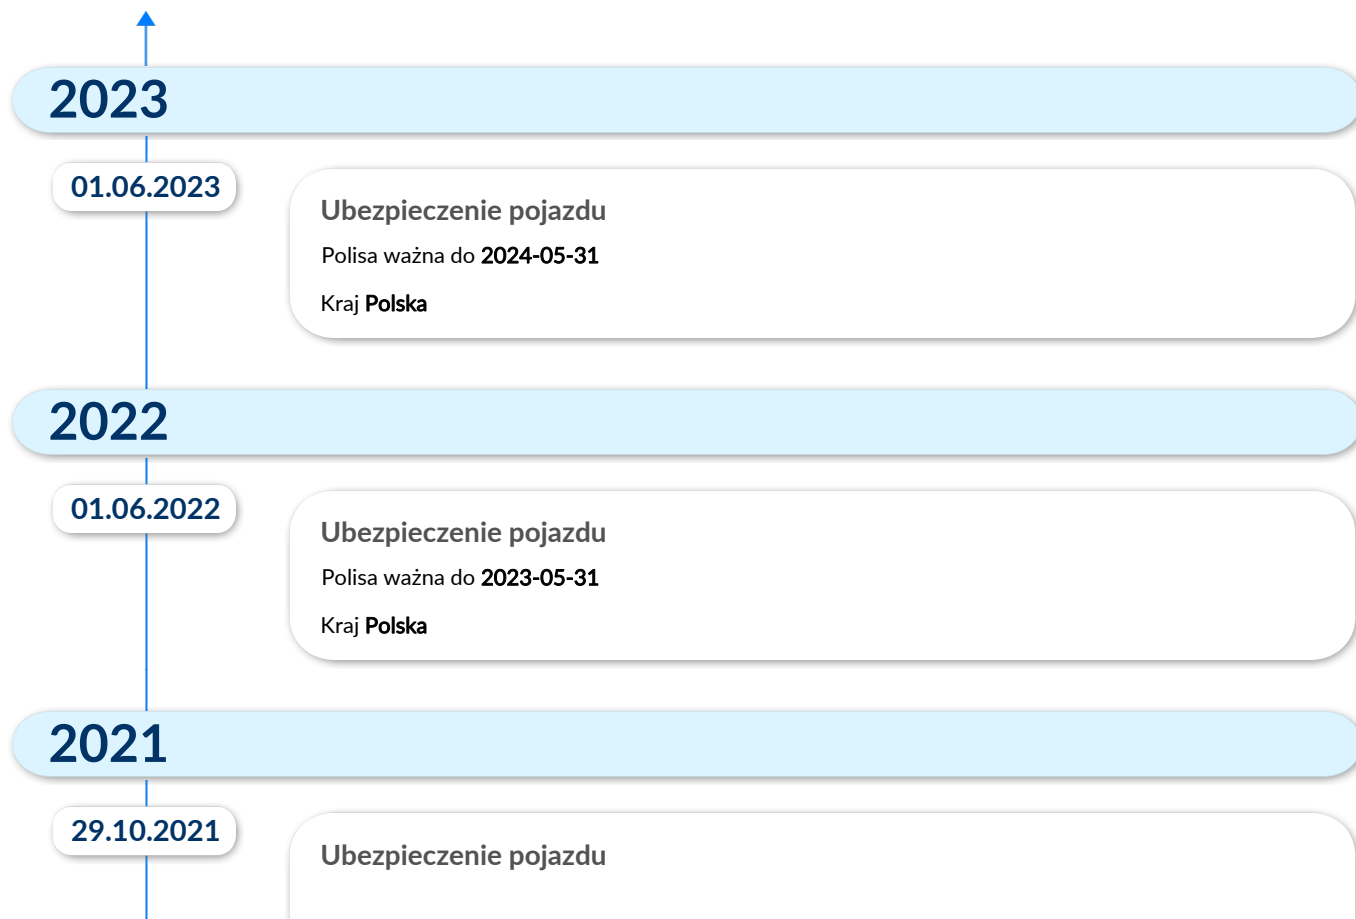 2023
01.06.2023
Ubezpieczenie pojazdu
Polisa ważna do 2024-05-31
Kraj Polska
2022
01.06.2022
Ubezpieczenie pojazdu
Polisa ważna do 2023-05-31
Kraj Polska
2021
29.10.2021
Ubezpieczenie pojazdu